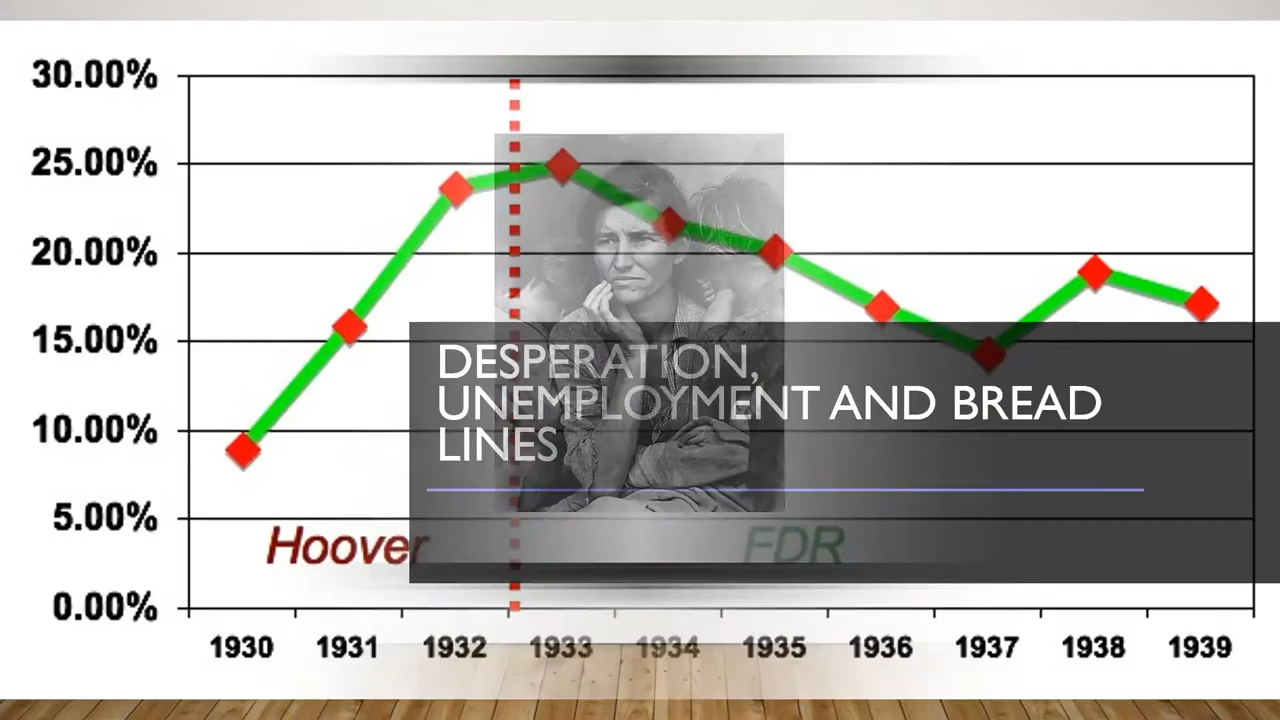 30.00%
25.00%
20.00%
15.00%
10.00%
5.00%
0.00%
DESPERATION,
UNEMPLOYMENT AND BREAD
LINES
Hoover
FDR
1930 1931 1932 1933 1934 1935 1936 1937 1938 1939